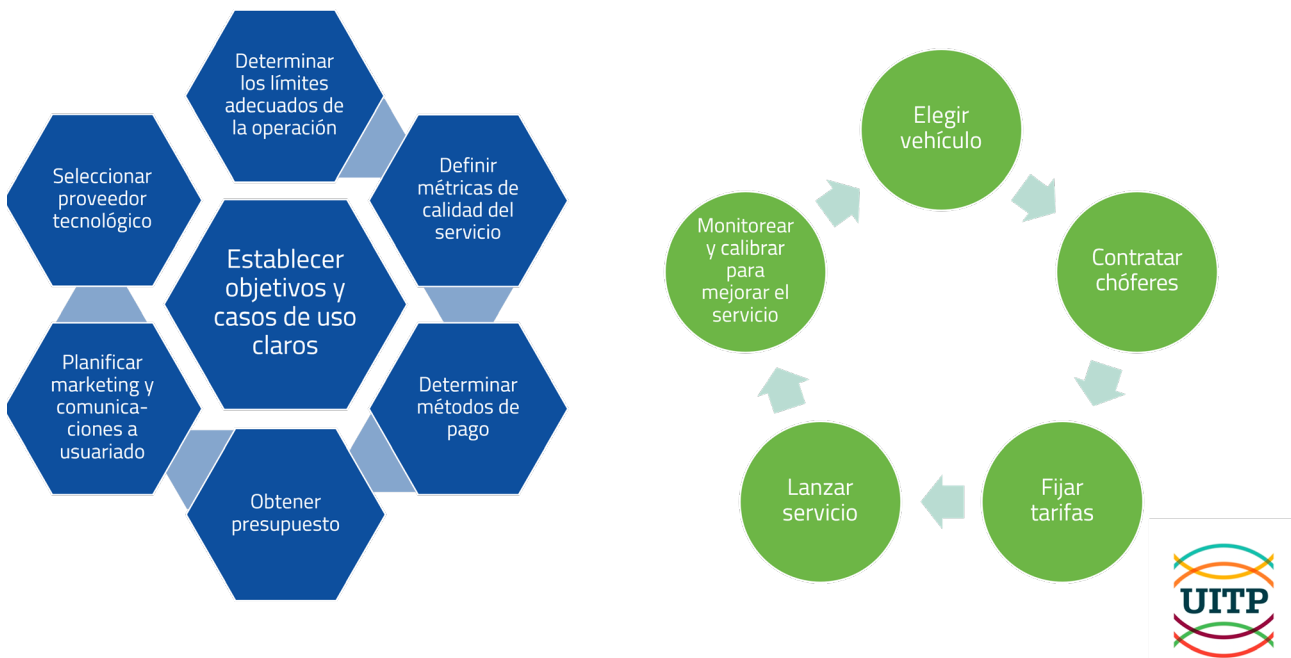 Determinar
los límites
adecuados de
la operación
Definir
métricas de
calidad del
servicio
Determinar
métodos de
pago
Obtener
presupuesto
Planificar
marketing y
comunica-
ciones a
usuariado
Seleccionar
proveedor
tecnológico
Establecer
objetivos y
casos de uso
claros
Elegir
vehículo
Contratar
chóferes
Fijar
tarifas
Lanzar
servicio
Monitorear
y calibrar
para
mejorar el
servicio
UITP